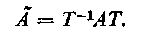 Ã = T⁻¹AT.